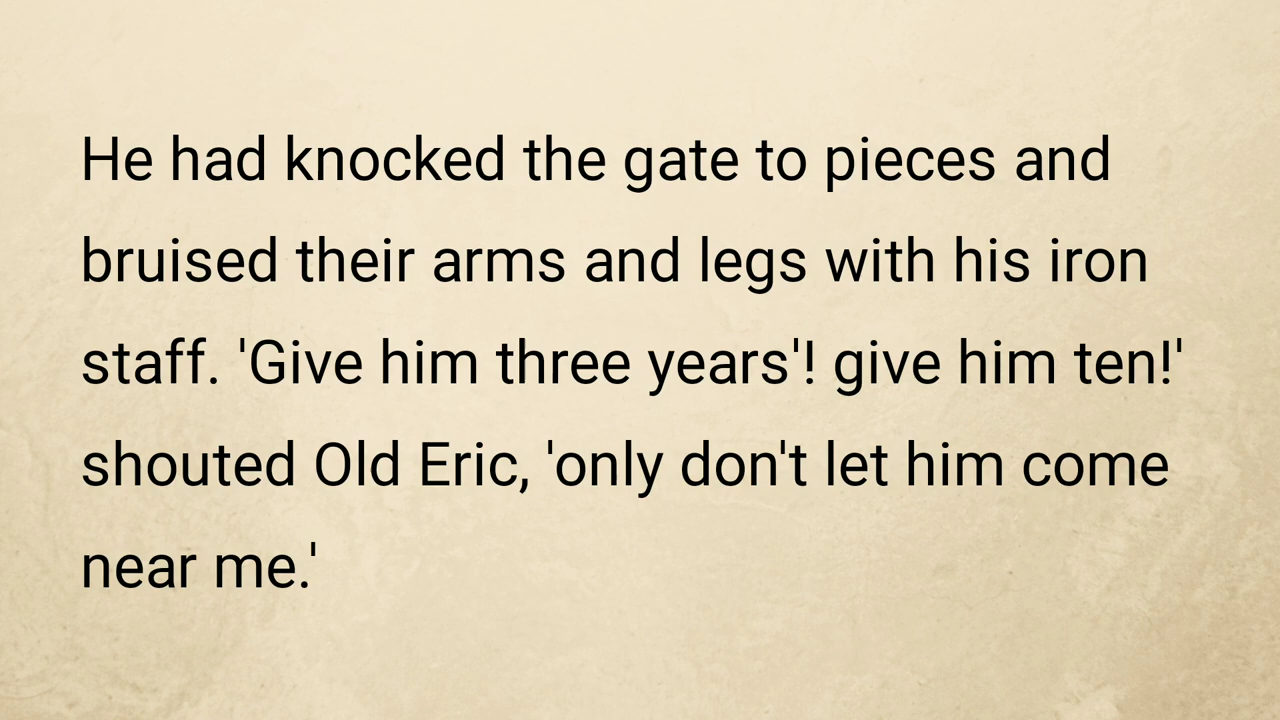 He had knocked the gate to pieces and
bruised their arms and legs with his iron
staff. 'Give him three years'! give him ten!'
shouted Old Eric, 'only don't let him come
near me.'